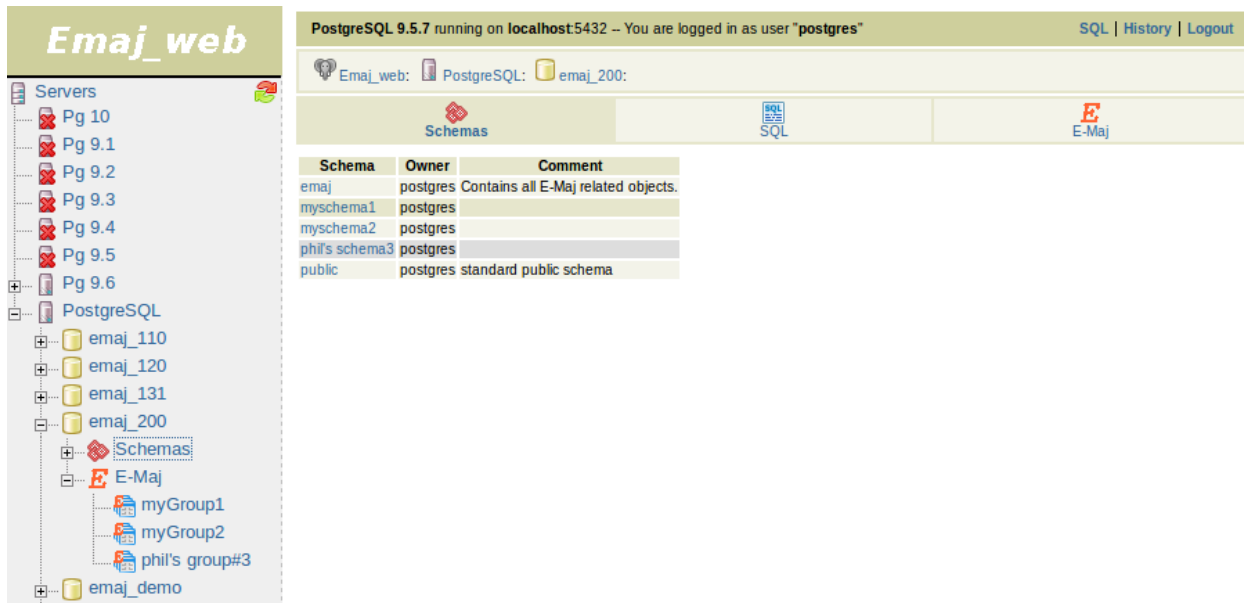 Emaj_web
Servers
Pg 10
Pg 9.1
Pg 9.2
Pg 9.3
Pg 9.4
Pg 9.5
Pg 9.6
PostgreSQL
emaj_110
emaj_120
emaj_131
emaj_200
Schemas
E-Maj
myGroup1
myGroup2
phil's group#3
emaj_demo
PostgreSQL 9.5.7 running on localhost:5432 -- You are logged in as user "postgres" SQL | History | Logout
Emaj_web: PostgreSQL: emaj_200:
Schemas SQL E-Maj
Schema Owner Comment
emaj postgres Contains all E-Maj related objects.
myschema1 postgres
myschema2 postgres
phil's schema3 postgres
public postgres standard public schema